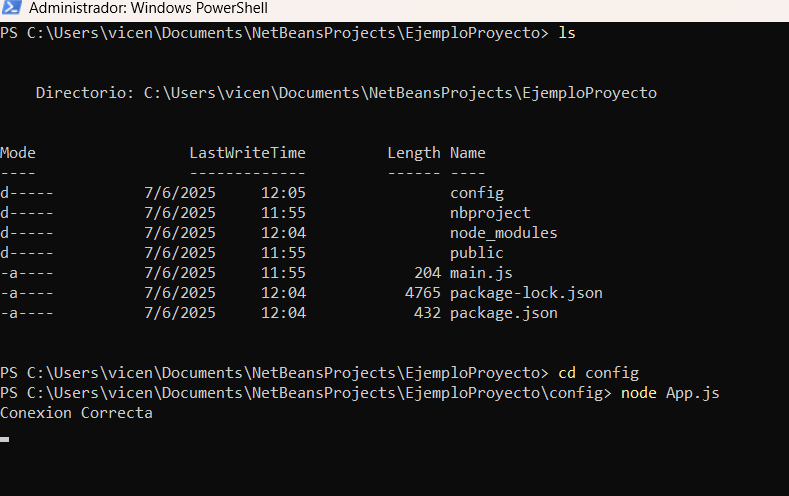 Administrador: Windows PowerShell
PS C:\Users\vicen\Documents\NetBeansProjects\EjemploProyecto> ls
Directorio: C:\Users\vicen\Documents\NetBeansProjects\EjemploProyecto
Mode LastWriteTime Length Name
---- ------------- ------ ----
d----- 7/6/2025 12:05 config
d----- 7/6/2025 11:55 nbproject
d----- 7/6/2025 12:04 node_modules
d----- 7/6/2025 11:55 public
-a---- 7/6/2025 11:55 204 main.js
-a---- 7/6/2025 12:04 4765 package-lock.json
-a---- 7/6/2025 12:04 432 package.json
PS C:\Users\vicen\Documents\NetBeansProjects\EjemploProyecto> cd config
PS C:\Users\vicen\Documents\NetBeansProjects\EjemploProyecto\config> node App.js
Conexion Correcta